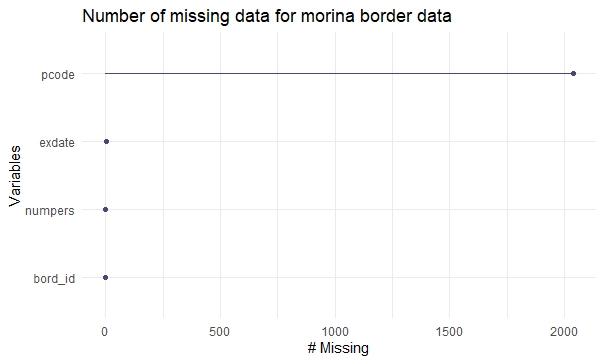 Number of missing data for morina border data
Variables
pcode
exdate
numpers
bord_id
0 500 1000 1500 2000
# Missing